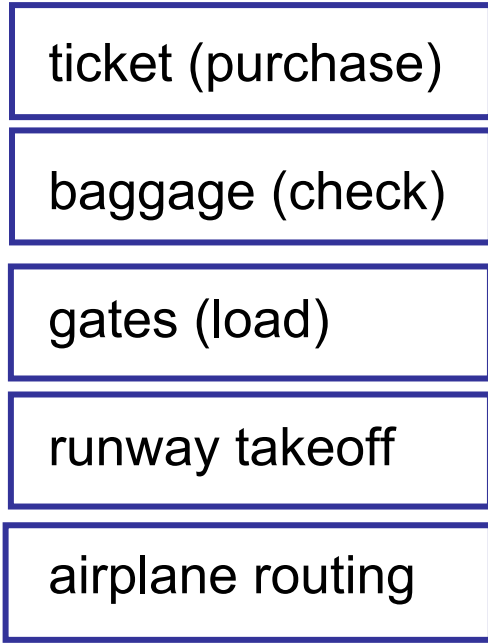 ticket (purchase)
baggage (check)
gates (load)
runway takeoff
airplane routing